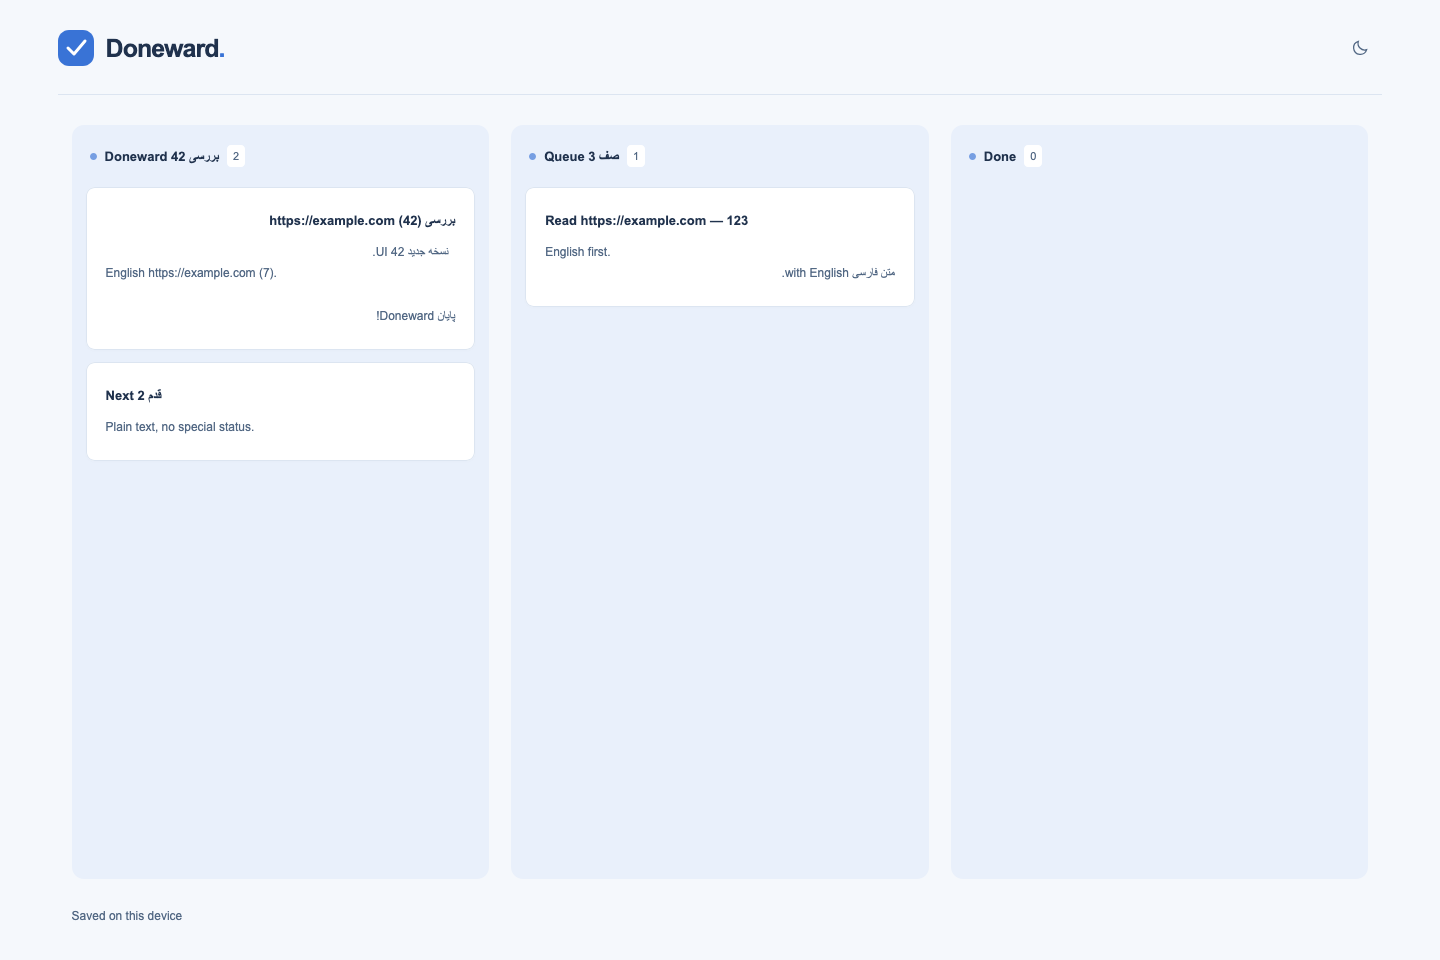 Doneward.
Doneward 42 بررسی 2
بررسی (42) https://example.com
نسخه جدید UI 42.
English https://example.com (7).
پایان Doneward!
Next 2 قدم
Plain text, no special status.
Queue 3 صف 1
Read https://example.com — 123
English first.
متن فارسی with English.
Done 0
Saved on this device